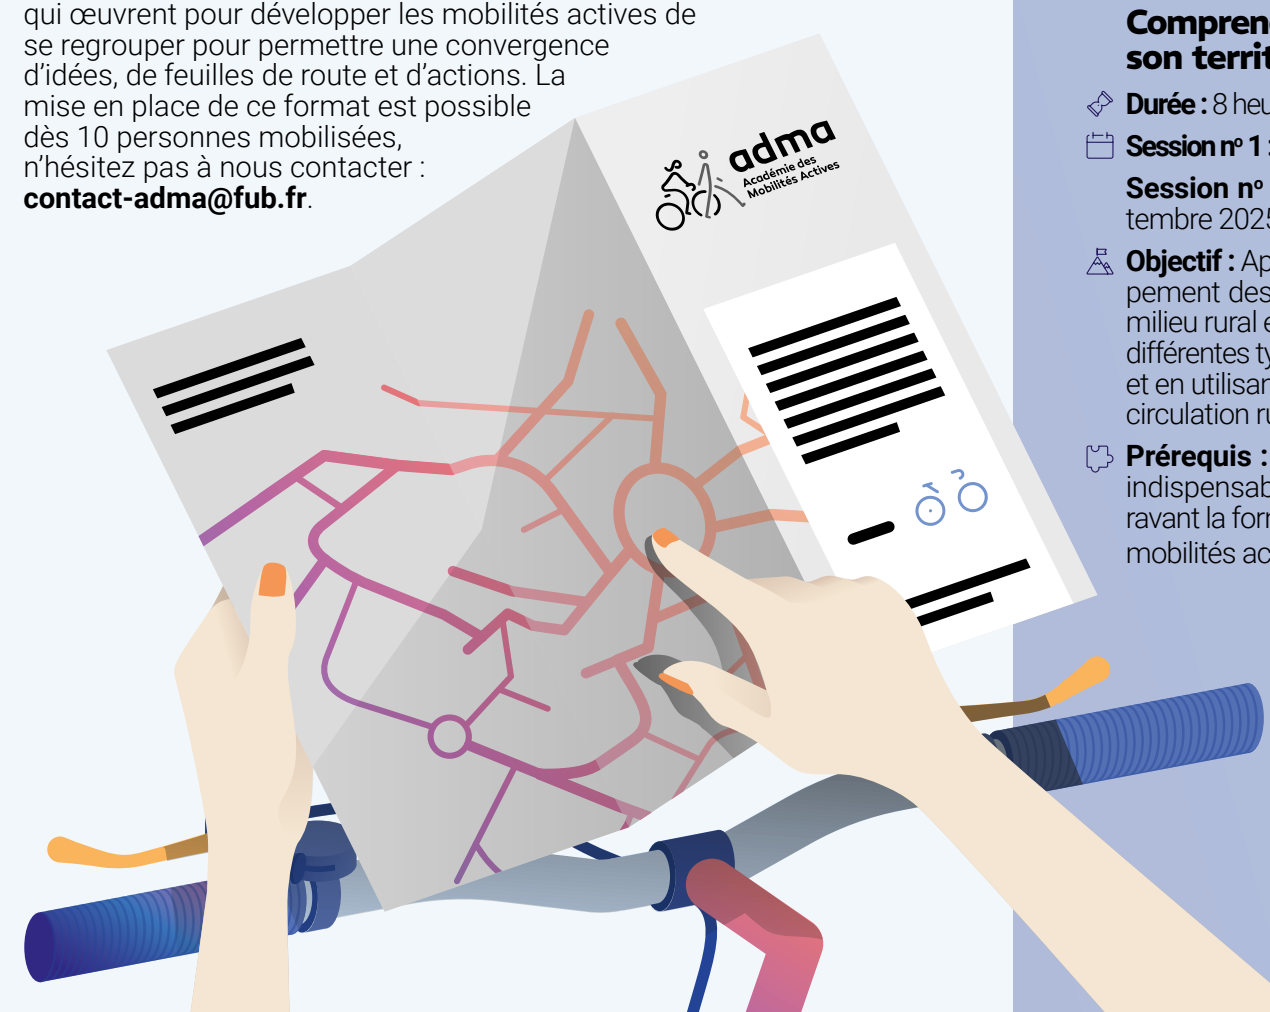 qui œuvrent pour développer les mobilités actives de
se regrouper pour permettre une convergence
d’idées, de feuilles de route et d’actions. La
mise en place de ce format est possible
dès 10 personnes mobilisées,
n’hésitez pas à nous contacter :
contact-adma@fub.fr.
adma
Académie des
Mobilités Actives
Compren
son territ
Durée : 8 heu
Session nº 1 :
Session nº
tembre 2025
Objectif : Ap
pement des
milieu rural e
différentes ty
et en utilisan
circulation ru
Prérequis :
indispensab
ravant la for
mobilités ac